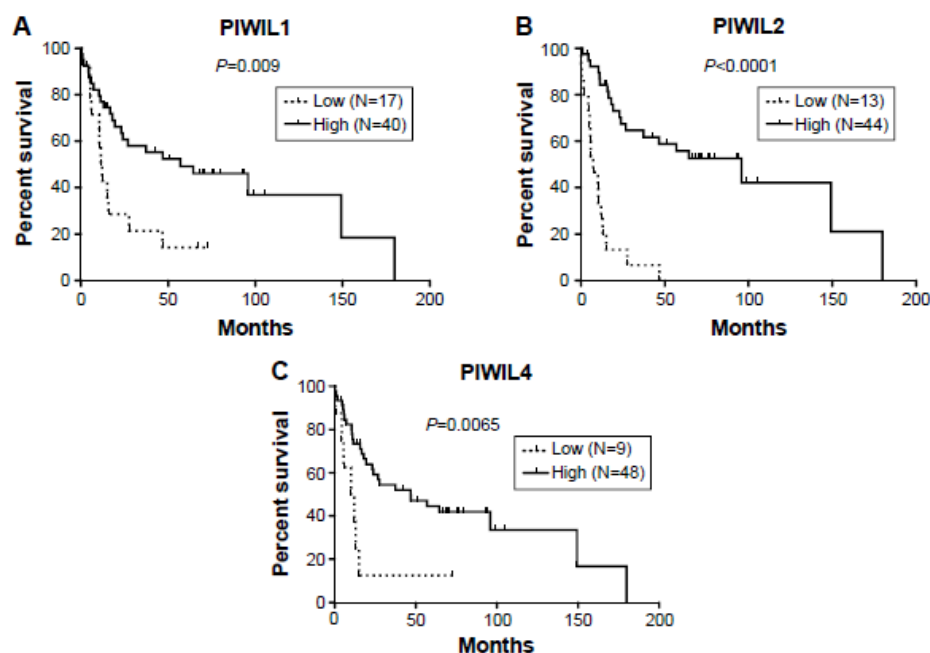 A
PIWIL1
P=0.009
Low (N=17)
High (N=40)
Percent survival
100
80
60
40
20
0
0 50 100 150 200
Months
B
PIWIL2
P<0.0001
Low (N=13)
High (N=44)
Percent survival
100
80
60
40
20
0
0 50 100 150 200
Months
C
PIWIL4
P=0.0065
Low (N=9)
High (N=48)
Percent survival
100
80
60
40
20
0
0 50 100 150 200
Months